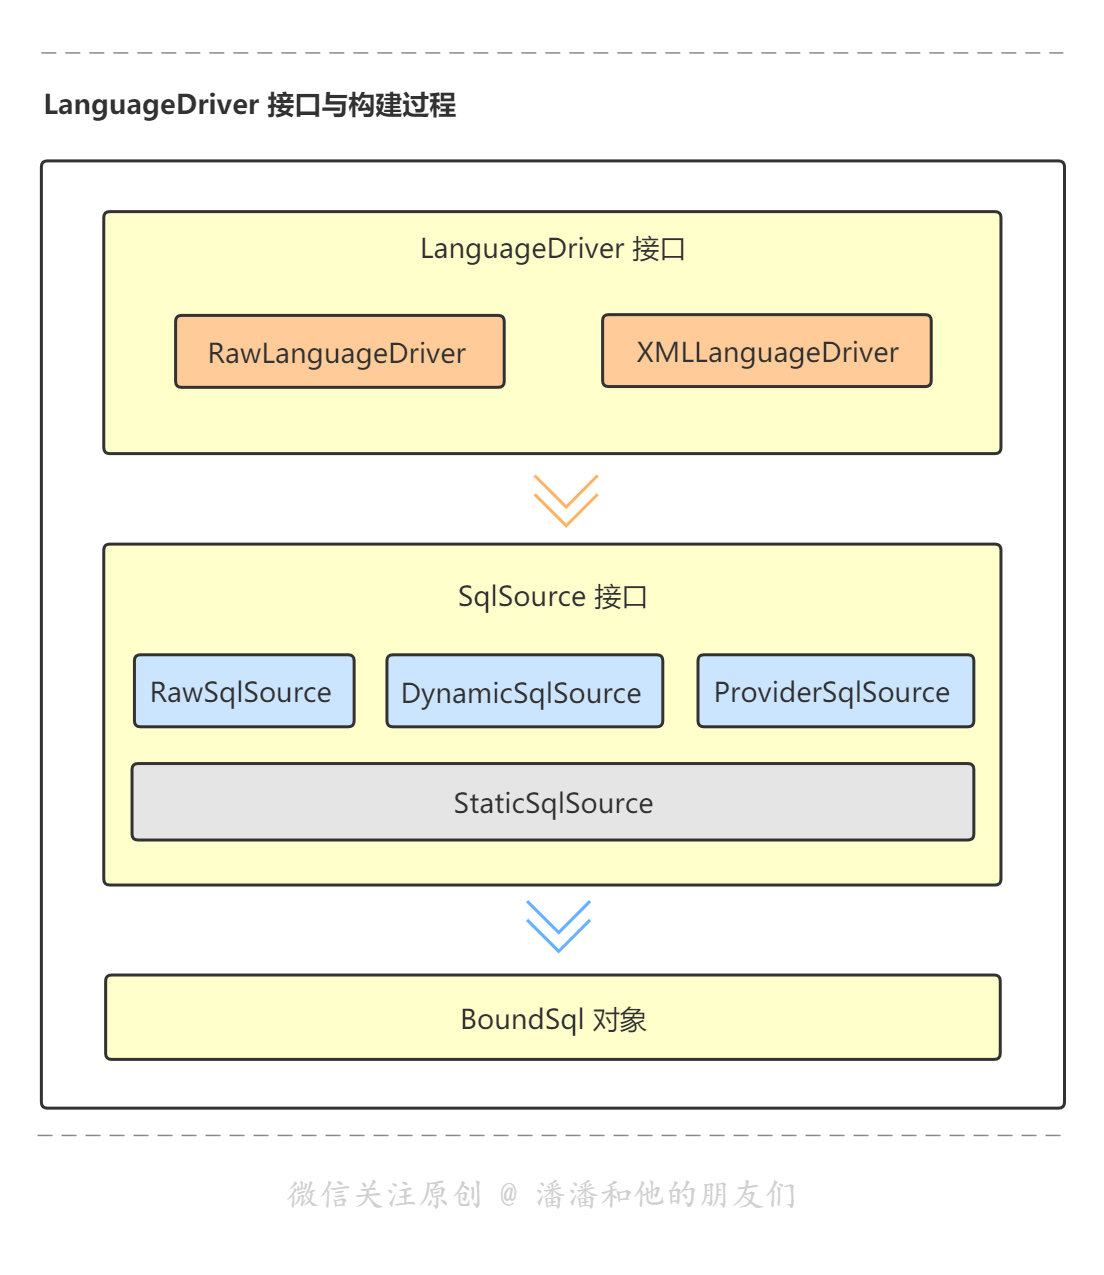 LanguageDriver 接口与构建过程
LanguageDriver 接口
RawLanguageDriver
XMLLanguageDriver
SqlSource 接口
RawSqlSource
DynamicSqlSource
ProviderSqlSource
StaticSqlSource
BoundSql 对象
微信关注原创 @ 潘潘和他的朋友们